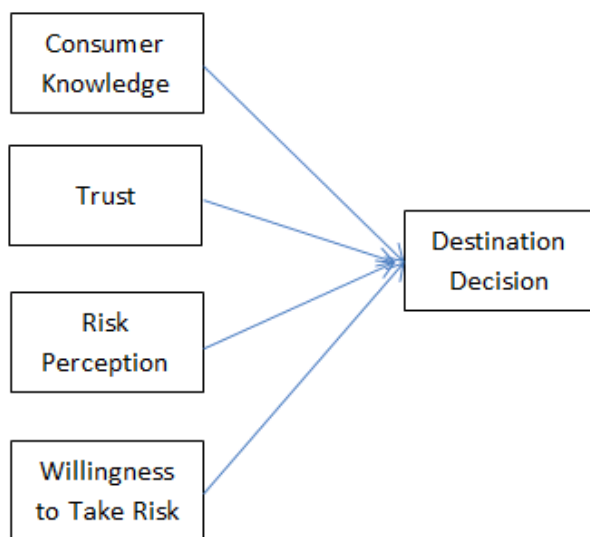 Consumer
Knowledge
Trust
Destination
Decision
Risk
Perception
Willingness
to Take Risk